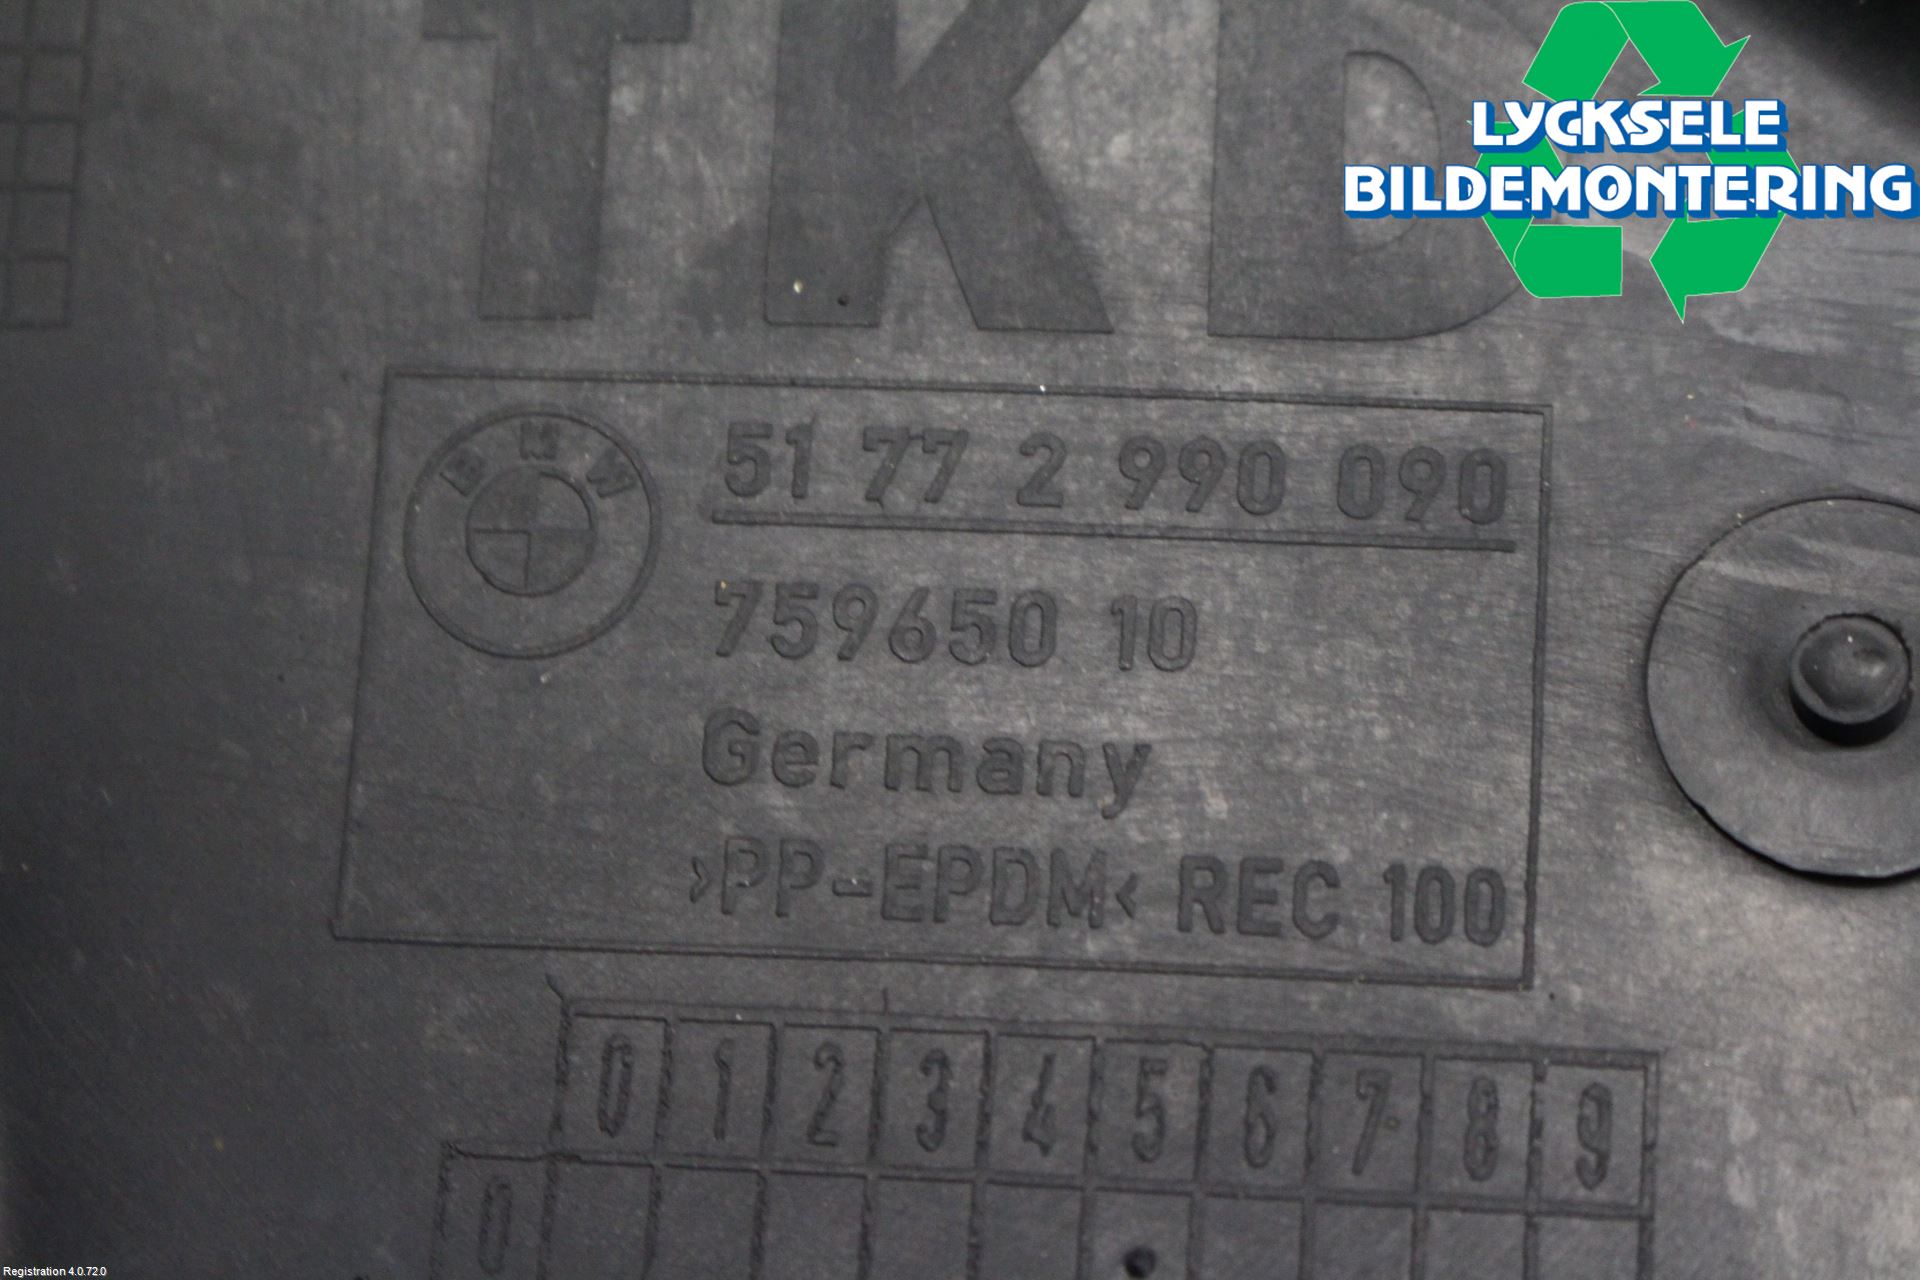 TKD
LYCKSELE
BILDEMONTERING
BMW
51 77 2 990 090
759650 10
Germany
>PP-EPDM< REC 100
0 1 2 3 4 5 6 7 8 9
0
Registration 4.0.72.0